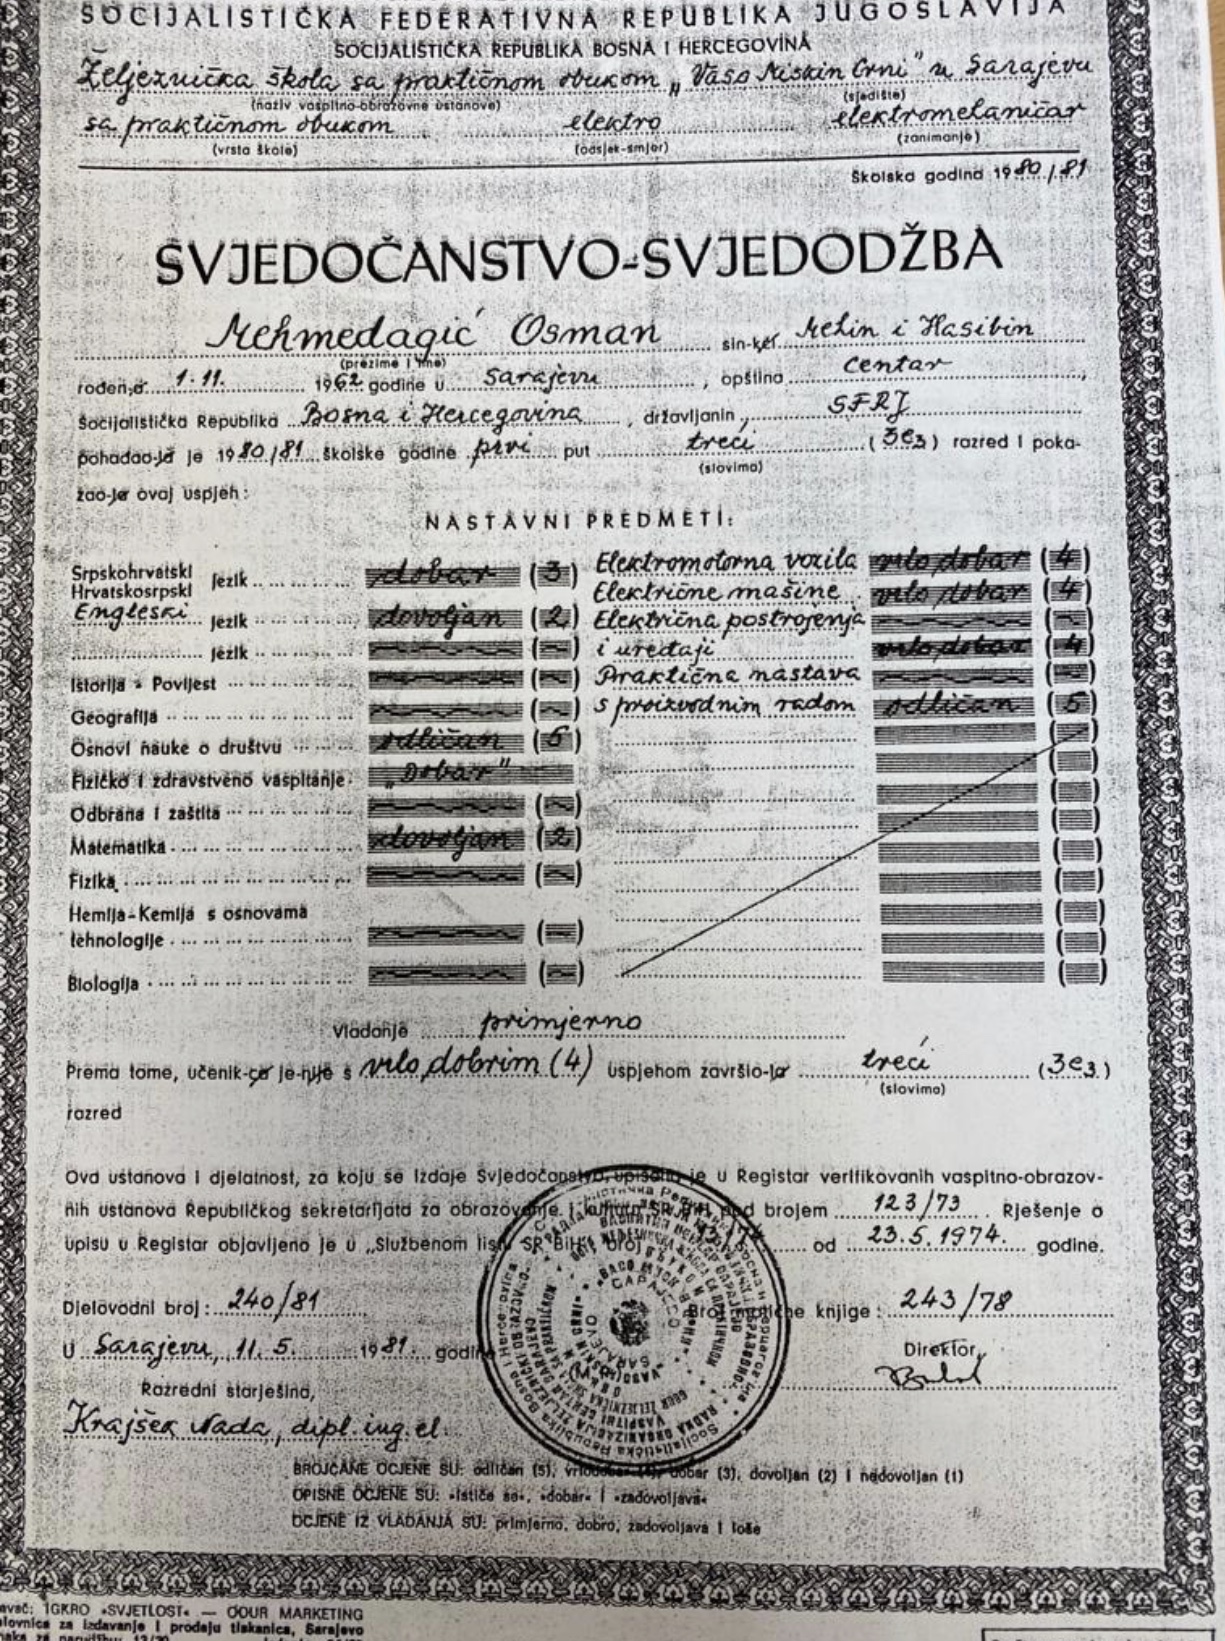 SOCIJALISTIČKA FEDERATIVNA REPUBLIKA JUGOSLAVIJA
SOCIJALISTIČKA REPUBLIKA BOSNA I HERCEGOVINA
Željeznička škola sa praktičnom obukom „Vaso Miskin Crni" u Sarajevu
(naziv vaspitno-obrazovne ustanove) (sjedište)
sa praktičnom obukom elektro elektromehaničar
(vrsta škole) (odsjek-smjer) (zanimanje)
Školska godina 1980/81
SVJEDOČANSTVO-SVJEDODŽBA
Mehmedagić Osman sin-kći Mehin i Hasibin
(prezime i ime)
rođen,a 1.11. 1962 godine u Sarajevu, opština Centar,
Socijalistička Republika Bosna i Hercegovina, državljanin, SFRJ
pohađao-la je 1980/81 školske godine prvi put treći (3e3) razred i poka-
(slovima)
zao-la ovaj uspjeh:
NASTAVNI PREDMETI:
Srpskohrvatski
Hrvatskosrpski jezik dobar (3)
Engleski jezik dovoljan (2)
jezik
Istorija - Povijest
Geografija
Osnovi nauke o društvu odličan (5)
Fizičko i zdravstveno vaspitanje „Dobar"
Odbrana i zaštita
Matematika dovoljan (2)
Fizika
Hemija-Kemija s osnovama
tehnologije
Biologija
Elektromotorna vozila vrlo dobar (4)
Električne mašine vrlo dobar (4)
Električna postrojenja
i uređaji vrlo dobar (4)
Praktična nastava
s proizvodnim radom odličan (5)
Vladanje primjerno
Prema tome, učenik-ca je-nije s vrlo dobrim (4) uspjehom završio-la treći (3e3)
(slovima)
razred
Ova ustanova i djelatnost, za koju se izdaje Svjedočanstvo, upisana je u Registar verifikovanih vaspitno-obrazov-
nih ustanova Republičkog sekretarijata za obrazovanje i kulturu SR BiH pod brojem 123/73. Rješenje o
upisu u Registar objavljeno je u „Službenom listu SR BiH", broj od 23.5.1974. godine.
Djelovodni broj: 240/81 Broj matične knjige: 243/78
U Sarajevu, 11.5. 1981. godine
Direktor,
Razredni starješina,
Krajšek Nada, dipl.ing.el.
BROJČANE OCJENE SU: odličan (5), vrlodobar (4), dobar (3), dovoljan (2) i nedovoljan (1)
OPISNE OCJENE SU: »ističe se«, »dobar« i »zadovoljava«
OCJENE IZ VLADANJA SU: primjerno, dobro, zadovoljava i loše
IGKRO »SVJETLOST« — OOUR MARKETING
za izdavanje i prodaju tiskanica, Sarajevo